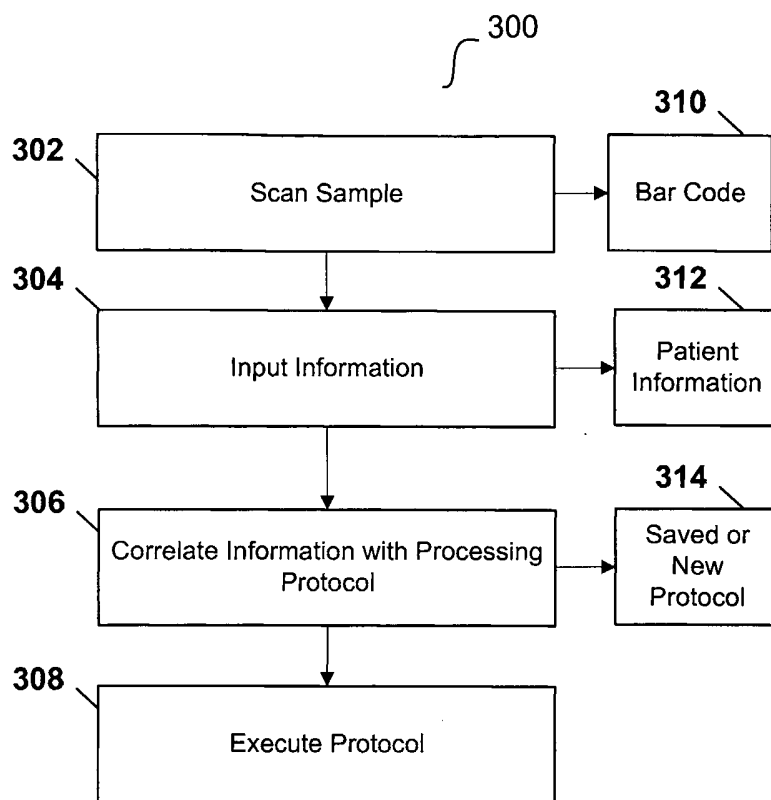 300
302
Scan Sample
310
Bar Code
304
Input Information
312
Patient
Information
306
Correlate Information with Processing
Protocol
314
Saved or
New
Protocol
308
Execute Protocol